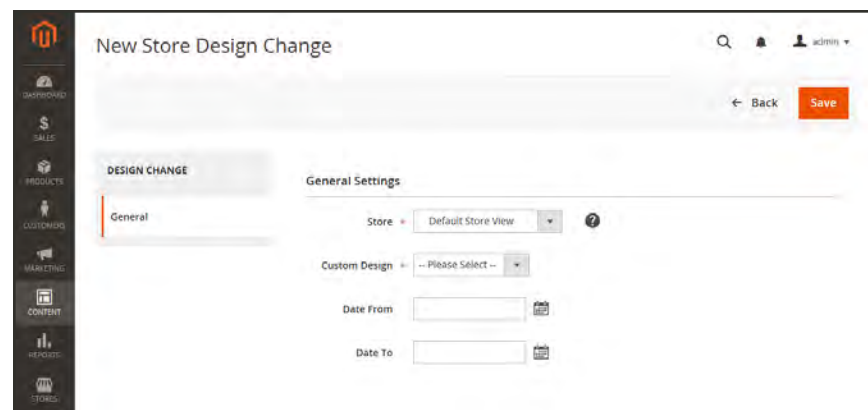 New Store Design Change
admin
DASHBOARD
← Back
Save
SALES
DESIGN CHANGE
PRODUCTS
General Settings
General
Store * Default Store View
CUSTOMERS
MARKETING
Custom Design * -- Please Select --
CONTENT
Date From
REPORTS
Date To
STORES